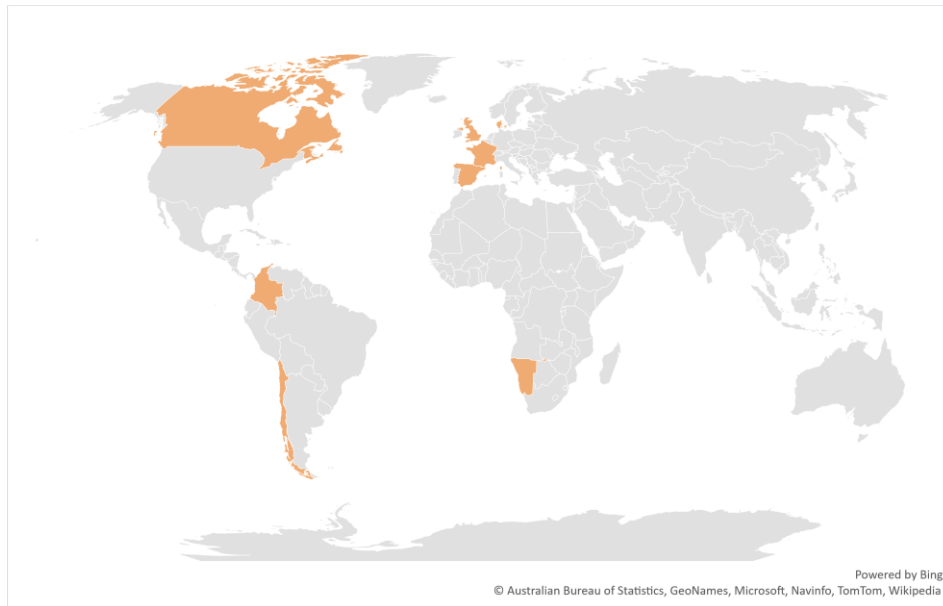 Powered by Bing
© Australian Bureau of Statistics, GeoNames, Microsoft, Navinfo, TomTom, Wikipedia